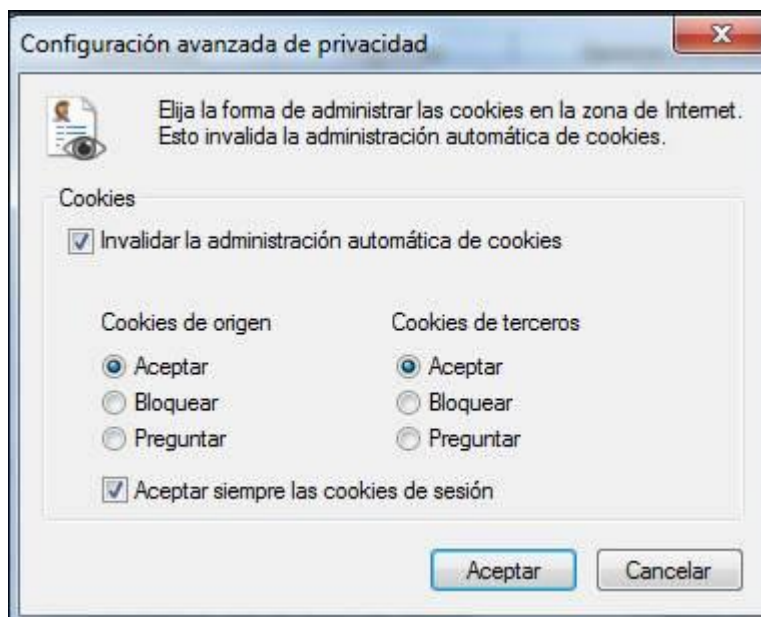 Configuración avanzada de privacidad
Elija la forma de administrar las cookies en la zona de Internet.
Esto invalida la administración automática de cookies.
Cookies
Invalidar la administración automática de cookies
Cookies de origen Cookies de terceros
Aceptar Aceptar
Bloquear Bloquear
Preguntar Preguntar
Aceptar siempre las cookies de sesión
Aceptar Cancelar